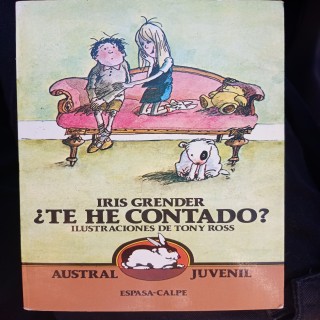 IRIS GRENDER
¿TE HE CONTADO?
ILUSTRACIONES DE TONY ROSS
AUSTRAL JUVENIL
ESPASA-CALPE